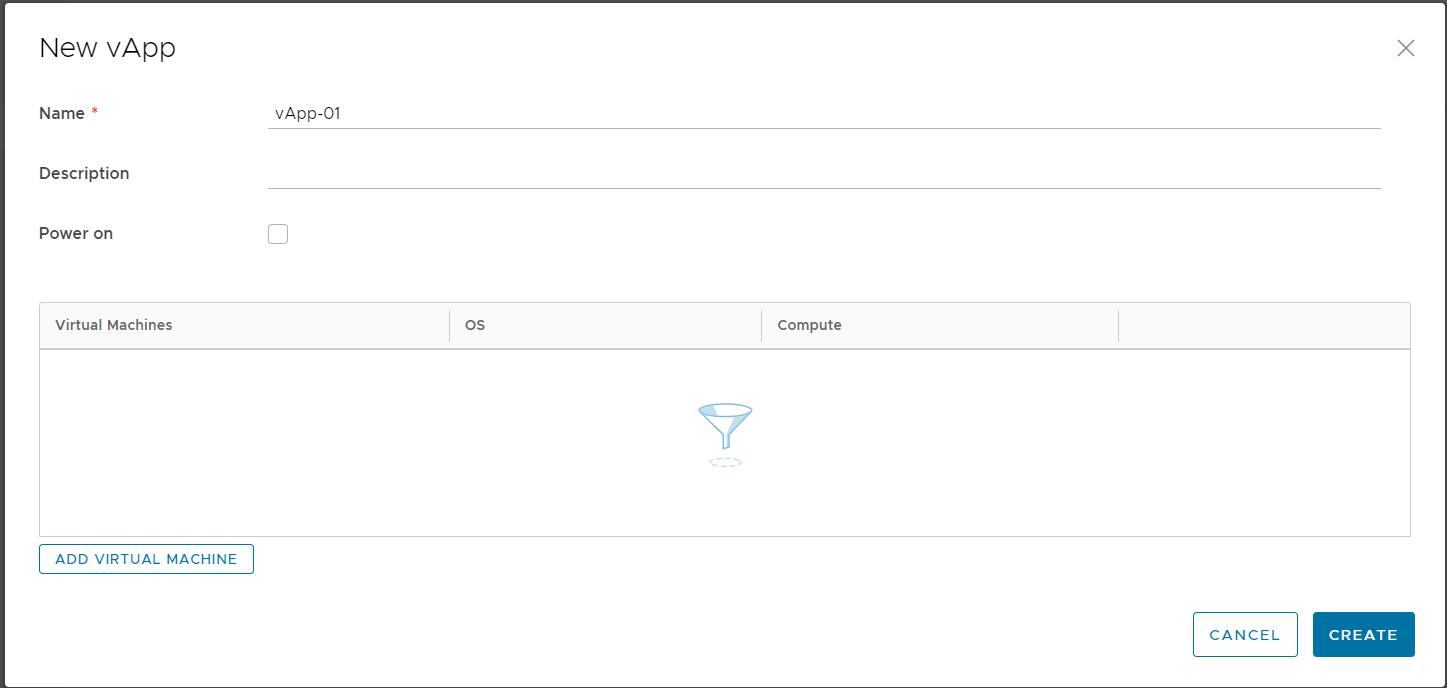 New vApp
Name *
vApp-01
Description
Power on
Virtual Machines
OS
Compute
ADD VIRTUAL MACHINE
CANCEL
CREATE